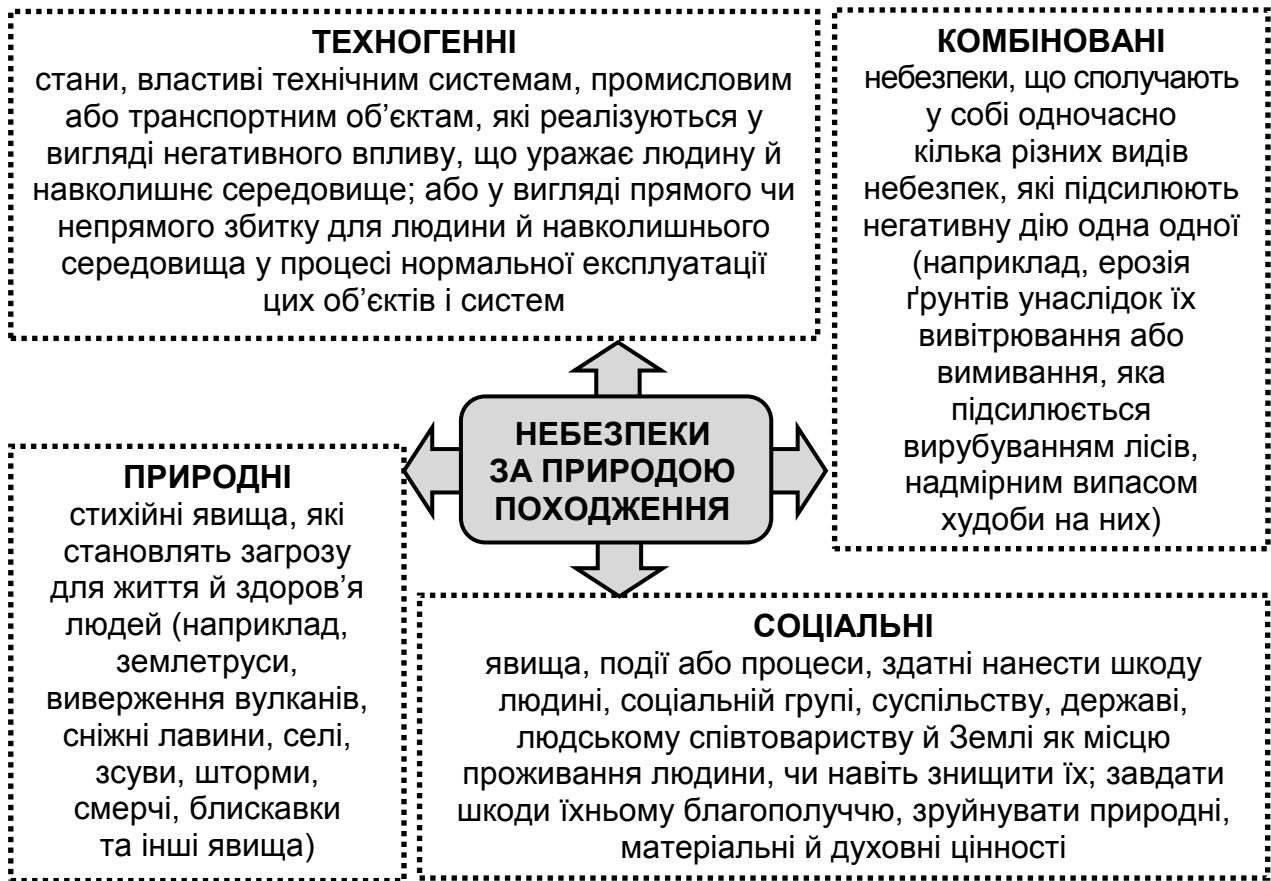 ТЕХНОГЕННІ
стани, властиві технічним системам, промисловим
або транспортним об’єктам, які реалізуються у
вигляді негативного впливу, що уражає людину й
навколишнє середовище; або у вигляді прямого чи
непрямого збитку для людини й навколишнього
середовища у процесі нормальної експлуатації
цих об’єктів і систем
КОМБІНОВАНІ
небезпеки, що сполучають
у собі одночасно
кілька різних видів
небезпек, які підсилюють
негативну дію одна одної
(наприклад, ерозія
ґрунтів унаслідок їх
вивітрювання або
вимивання, яка
підсилюється
вирубуванням лісів,
надмірним випасом
худоби на них)
НЕБЕЗПЕКИ
ЗА ПРИРОДОЮ
ПОХОДЖЕННЯ
ПРИРОДНІ
стихійні явища, які
становлять загрозу
для життя й здоров’я
людей (наприклад,
землетруси,
виверження вулканів,
сніжні лавини, селі,
зсуви, шторми,
смерчі, блискавки
та інші явища)
СОЦІАЛЬНІ
явища, події або процеси, здатні нанести шкоду
людині, соціальній групі, суспільству, державі,
людському співтовариству й Землі як місцю
проживання людини, чи навіть знищити їх; завдати
шкоди їхньому благополуччю, зруйнувати природні,
матеріальні й духовні цінності